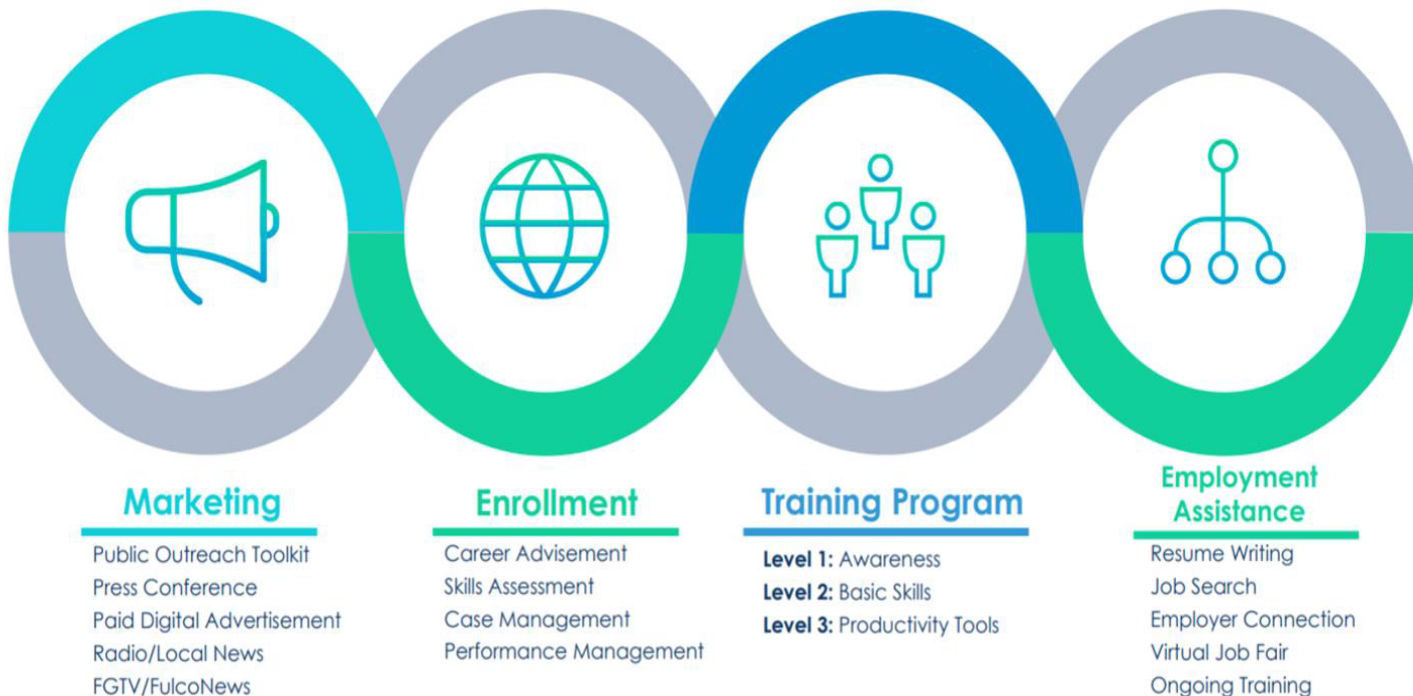 Marketing
Public Outreach Toolkit
Press Conference
Paid Digital Advertisement
Radio/Local News
FGTV/FulcoNews
Enrollment
Career Advisement
Skills Assessment
Case Management
Performance Management
Training Program
Level 1: Awareness
Level 2: Basic Skills
Level 3: Productivity Tools
Employment
Assistance
Resume Writing
Job Search
Employer Connection
Virtual Job Fair
Ongoing Training